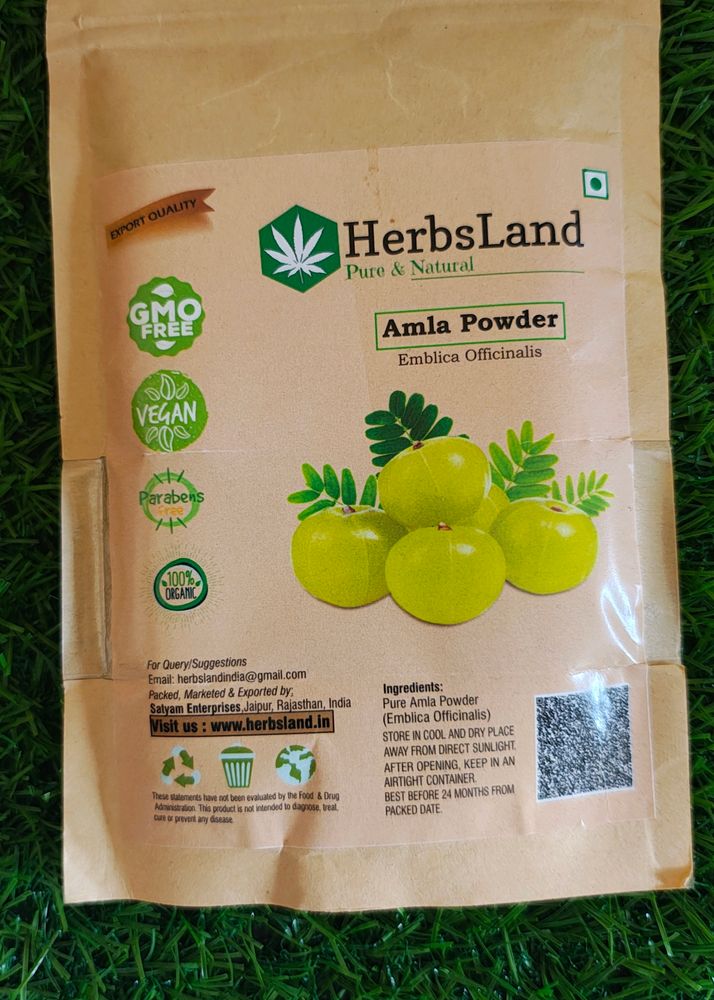 EXPORT QUALITY
HerbsLand
Pure & Natural
Amla Powder
Emblica Officinalis
GMO
FREE
VEGAN
Parabens
free
100%
ORGANIC
For Query/Suggestions
Email: herbslandindia@gmail.com
Packed, Marketed & Exported by;
Satyam Enterprises,Jaipur, Rajasthan, India
Visit us : www.herbsland.in
These statements have not been evaluated by the Food & Drug
Administration. This product is not intended to diagnose, treat,
cure or prevent any disease.
Ingredients:
Pure Amla Powder
(Emblica Officinalis)
STORE IN COOL AND DRY PLACE
AWAY FROM DIRECT SUNLIGHT.
AFTER OPENING, KEEP IN AN
AIRTIGHT CONTAINER.
BEST BEFORE 24 MONTHS FROM
PACKED DATE.